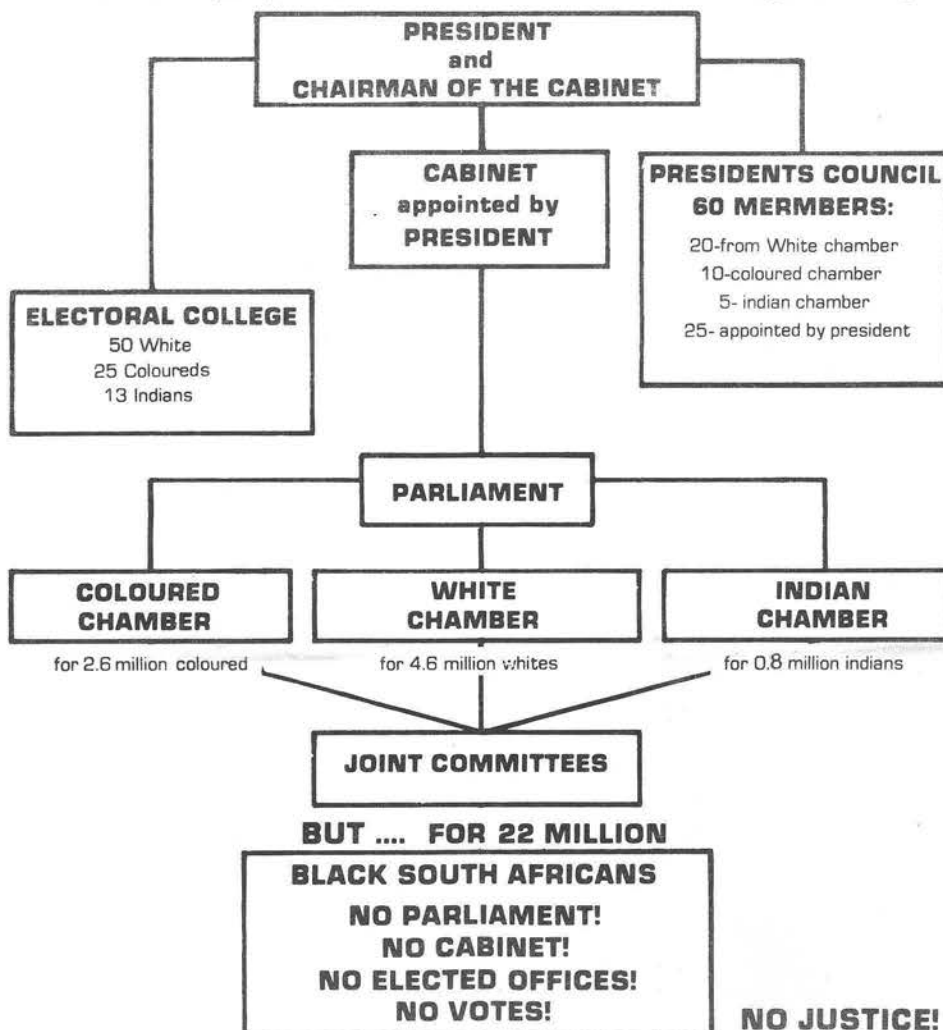 PRESIDENT
and
CHAIRMAN OF THE CABINET
CABINET
appointed by
PRESIDENT
PRESIDENTS COUNCIL
60 MERMBERS:
20-from White chamber
10-coloured chamber
5- indian chamber
25- appointed by president
ELECTORAL COLLEGE
50 White
25 Coloureds
13 Indians
PARLIAMENT
COLOURED
CHAMBER
for 2.6 million coloured
WHITE
CHAMBER
for 4.6 million whites
INDIAN
CHAMBER
for 0.8 million indians
JOINT COMMITTEES
BUT .... FOR 22 MILLION
BLACK SOUTH AFRICANS
NO PARLIAMENT!
NO CABINET!
NO ELECTED OFFICES!
NO VOTES!
NO JUSTICE!